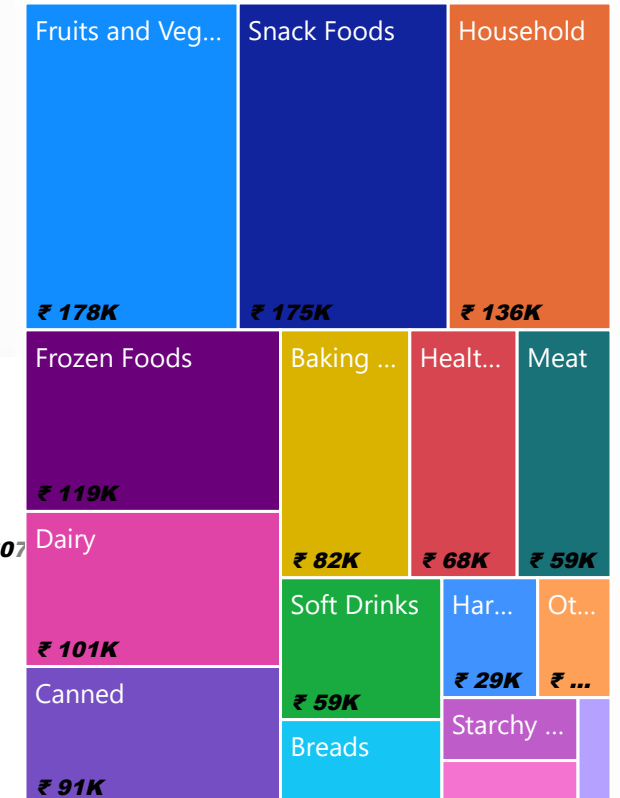 Fruits and Veg...
Snack Foods
Household
₹ 178K
₹ 175K
₹ 136K
Frozen Foods
Baking ...
Healt...
Meat
₹ 119K
₹ 82K
₹ 68K
₹ 59K
07
Dairy
₹ 101K
Soft Drinks
Har...
Ot...
₹ 59K
₹ 29K
₹ ...
Canned
₹ 91K
Breads
Starchy ...